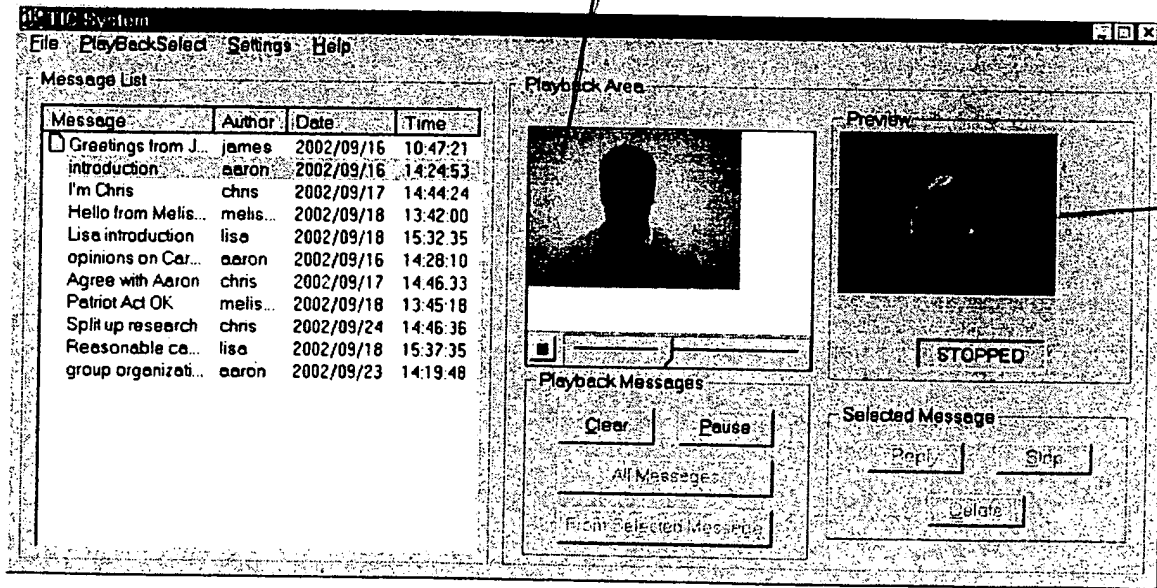 TIC System
File PlayBackSelect Settings Help
Message List
Message Author Date Time
Greetings from J... james 2002/09/16 10:47:21
introduction aaron 2002/09/16 14:24:53
I'm Chris chris 2002/09/17 14:44:24
Hello from Melis... melis... 2002/09/18 13:42:00
Lisa introduction lisa 2002/09/18 15:32:35
opinions on Car... aaron 2002/09/16 14:28:10
Agree with Aaron chris 2002/09/17 14:46:33
Patriot Act OK melis... 2002/09/18 13:45:18
Split up research chris 2002/09/24 14:46:36
Reasonable ca... lisa 2002/09/18 15:37:35
group organizati... aaron 2002/09/23 14:19:48
Playback Area
Preview
STOPPED
Playback Messages
Clear Pause
All Messages
From Selected Message
Selected Message
Reply Stop
Delete